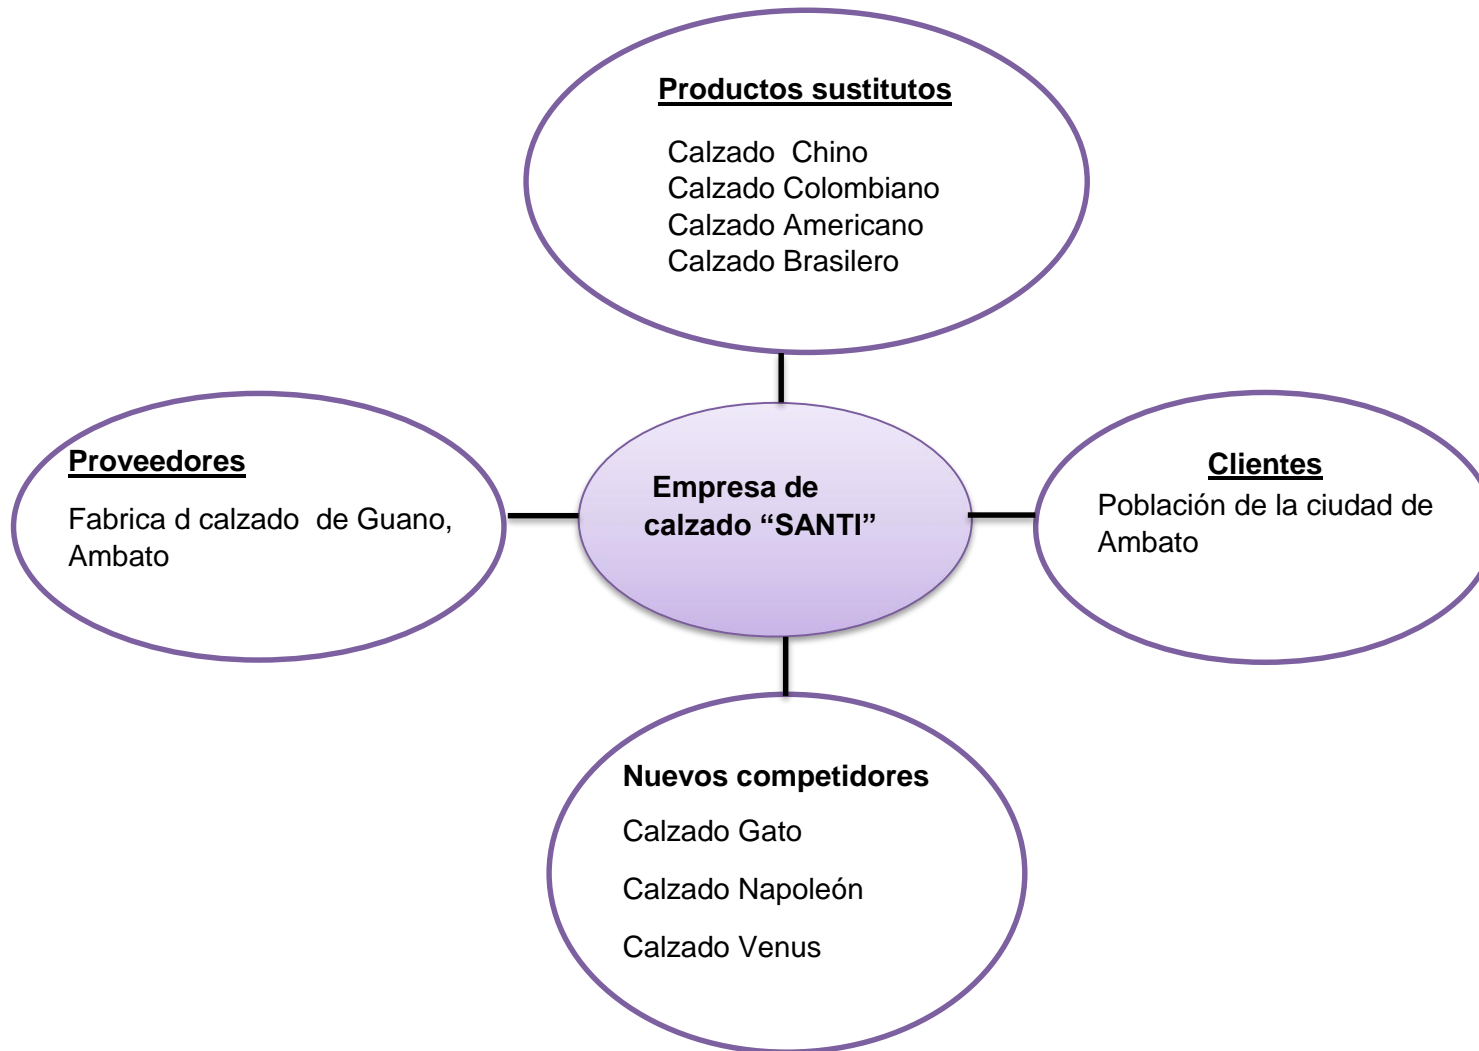 Productos sustitutos
Calzado Chino
Calzado Colombiano
Calzado Americano
Calzado Brasilero
Proveedores
Fabrica d calzado de Guano,
Ambato
Empresa de
calzado “SANTI”
Clientes
Población de la ciudad de
Ambato
Nuevos competidores
Calzado Gato
Calzado Napoleón
Calzado Venus